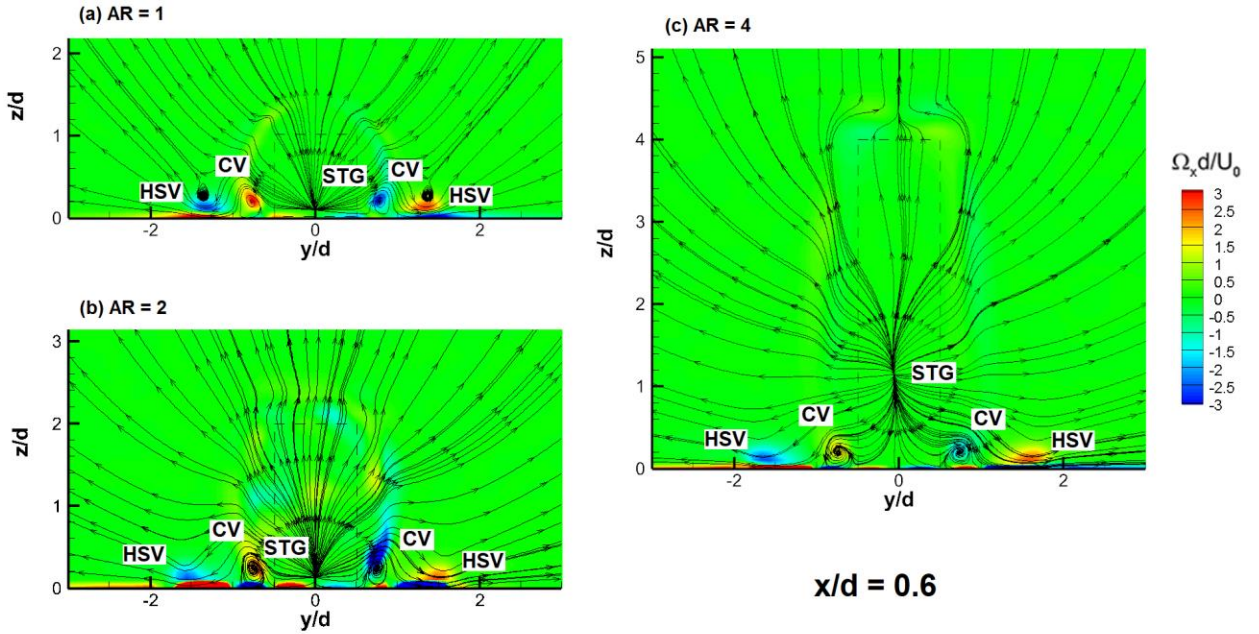 (a) AR = 1
z/d
2
1
0
HSV
CV
STG
CV
HSV
-2
0
2
y/d
(b) AR = 2
z/d
3
2
1
0
HSV
CV
STG
CV
HSV
-2
0
2
y/d
(c) AR = 4
z/d
5
4
3
2
1
0
STG
HSV
CV
CV
HSV
-2
0
2
y/d
Ωₓd/U₀
3
2.5
2
1.5
1
0.5
0
-0.5
-1
-1.5
-2
-2.5
-3
x/d = 0.6